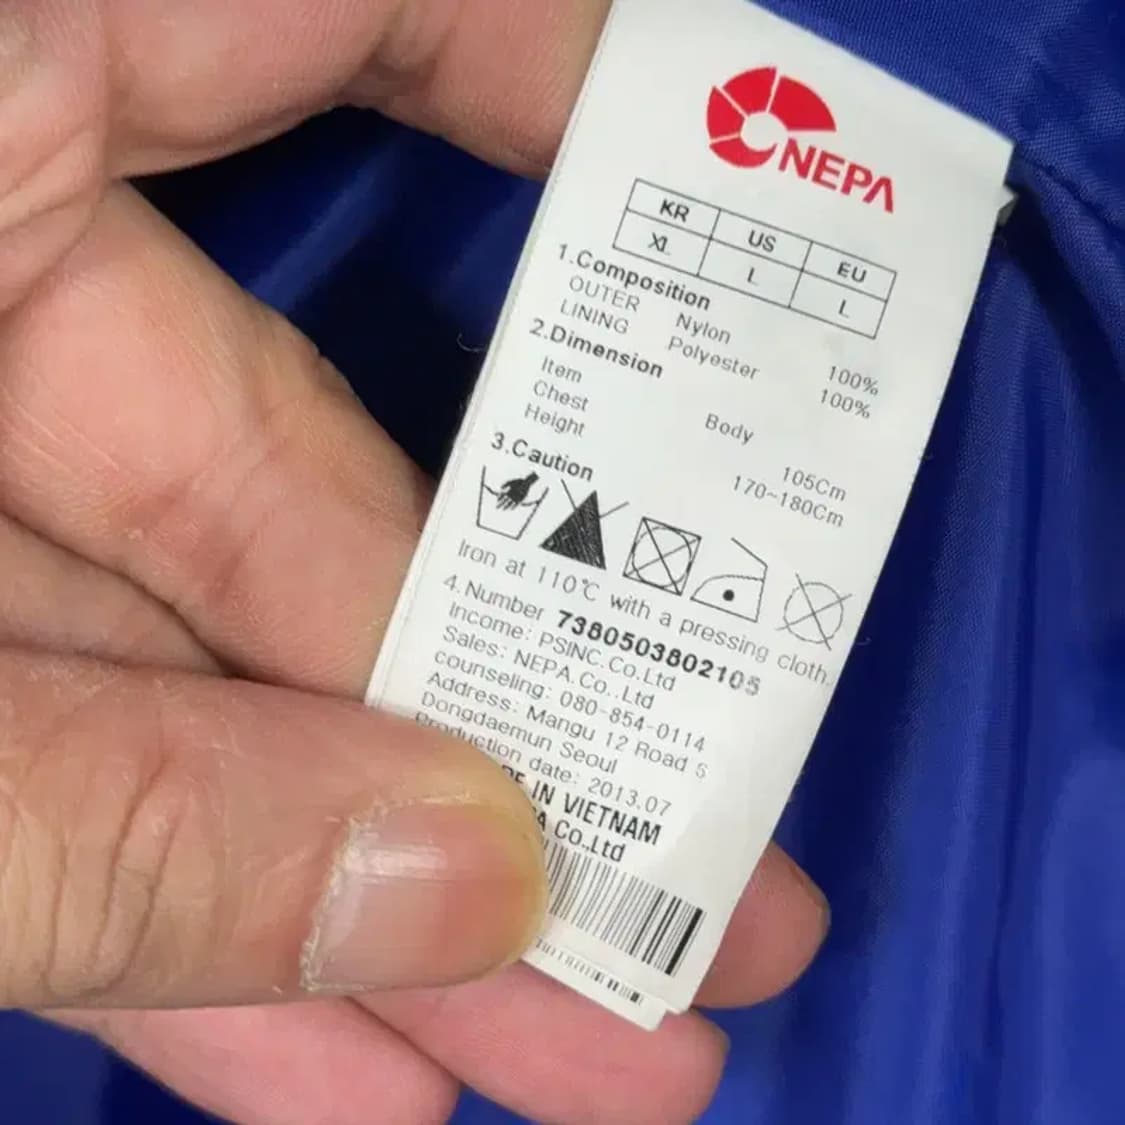 NEPA
KR US EU
XL L L
1.Composition
OUTER Nylon 100%
LINING Polyester 100%
2.Dimension
Item Body
Chest 105Cm
Height 170~180Cm
3.Caution
Iron at 110℃ with a pressing cloth.
4.Number 7380503802105
Income: PSINC.Co.Ltd
Sales: NEPA.Co.,Ltd
counseling: 080-854-0114
Address: Mangu 12 Road 5
Dongdaemun Seoul
Production date: 2013.07
IN VIETNAM
Co.,Ltd